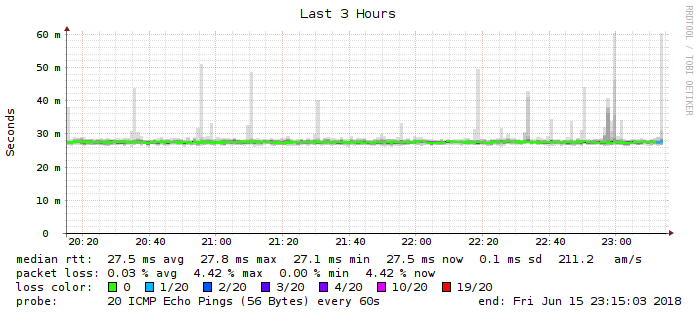 Last 3 Hours
RRDTOOL / TOBI OETIKER
Seconds
60 m
50 m
40 m
30 m
20 m
10 m
0
20:20 20:40 21:00 21:20 21:40 22:00 22:20 22:40 23:00
median rtt: 27.5 ms avg 27.8 ms max 27.1 ms min 27.5 ms now 0.1 ms sd 211.2 am/s
packet loss: 0.03 % avg 4.42 % max 0.00 % min 4.42 % now
loss color: 0 1/20 2/20 3/20 4/20 10/20 19/20
probe: 20 ICMP Echo Pings (56 Bytes) every 60s end: Fri Jun 15 23:15:03 2018